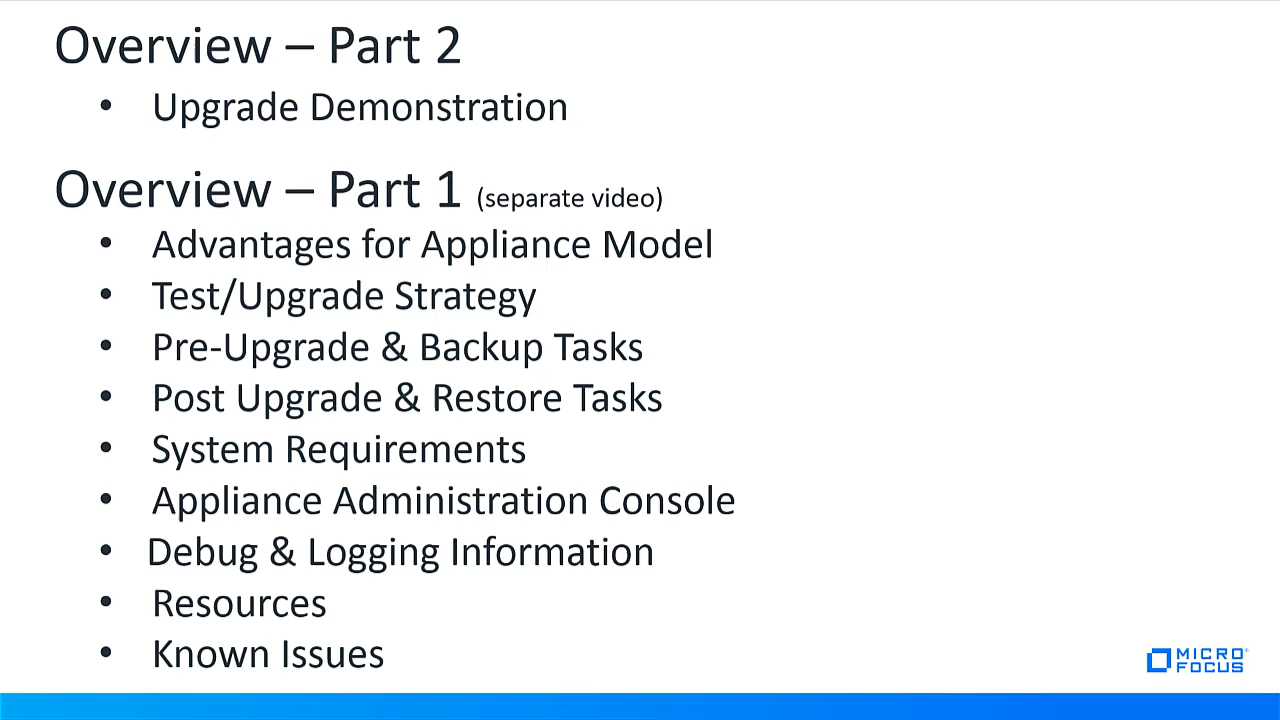 Overview – Part 2
• Upgrade Demonstration
Overview – Part 1 (separate video)
• Advantages for Appliance Model
• Test/Upgrade Strategy
• Pre-Upgrade & Backup Tasks
• Post Upgrade & Restore Tasks
• System Requirements
• Appliance Administration Console
• Debug & Logging Information
• Resources
• Known Issues
MICRO
FOCUS